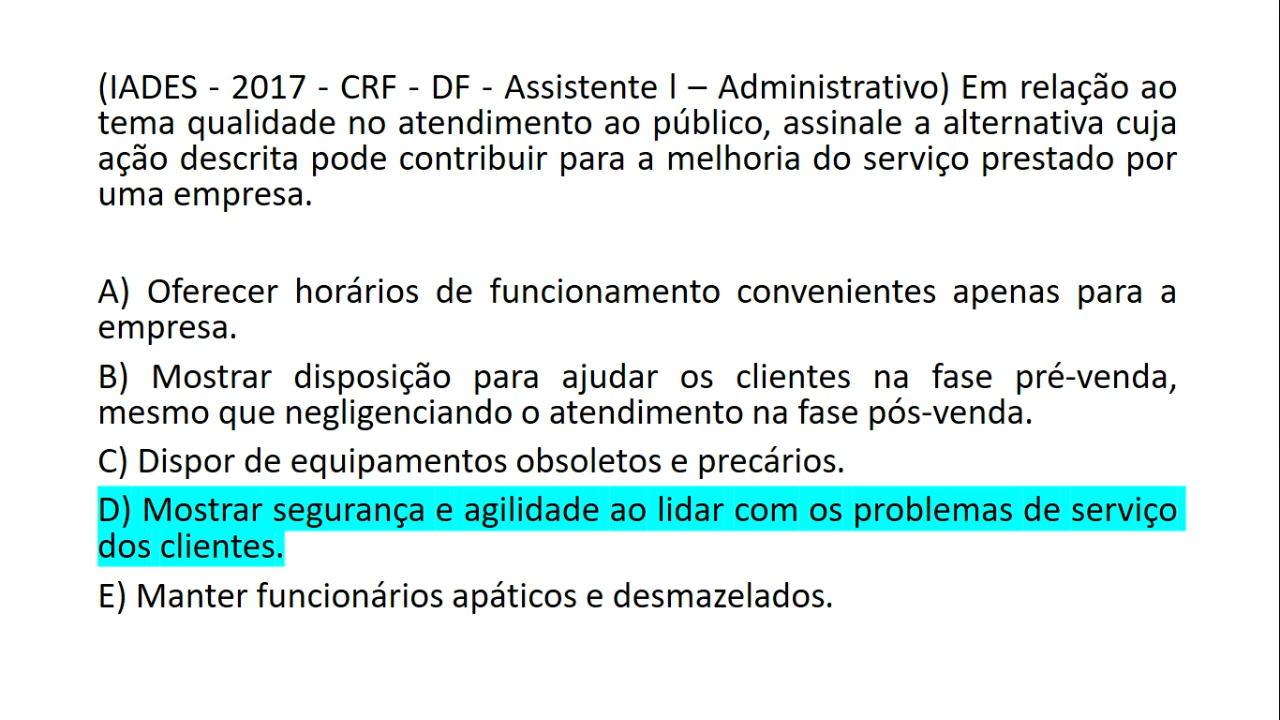 (IADES - 2017 - CRF - DF - Assistente l – Administrativo) Em relação ao
tema qualidade no atendimento ao público, assinale a alternativa cuja
ação descrita pode contribuir para a melhoria do serviço prestado por
uma empresa.
A) Oferecer horários de funcionamento convenientes apenas para a
empresa.
B) Mostrar disposição para ajudar os clientes na fase pré-venda,
mesmo que negligenciando o atendimento na fase pós-venda.
C) Dispor de equipamentos obsoletos e precários.
D) Mostrar segurança e agilidade ao lidar com os problemas de serviço
dos clientes.
E) Manter funcionários apáticos e desmazelados.